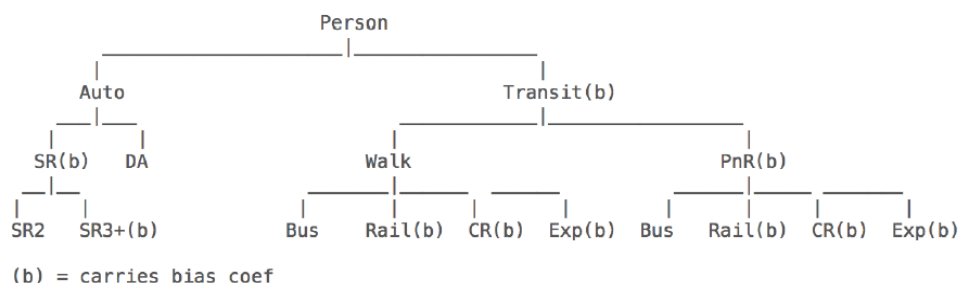 Person
Auto Transit(b)
SR(b) DA Walk PnR(b)
SR2 SR3+(b) Bus Rail(b) CR(b) Exp(b) Bus Rail(b) CR(b) Exp(b)
(b) = carries bias coef